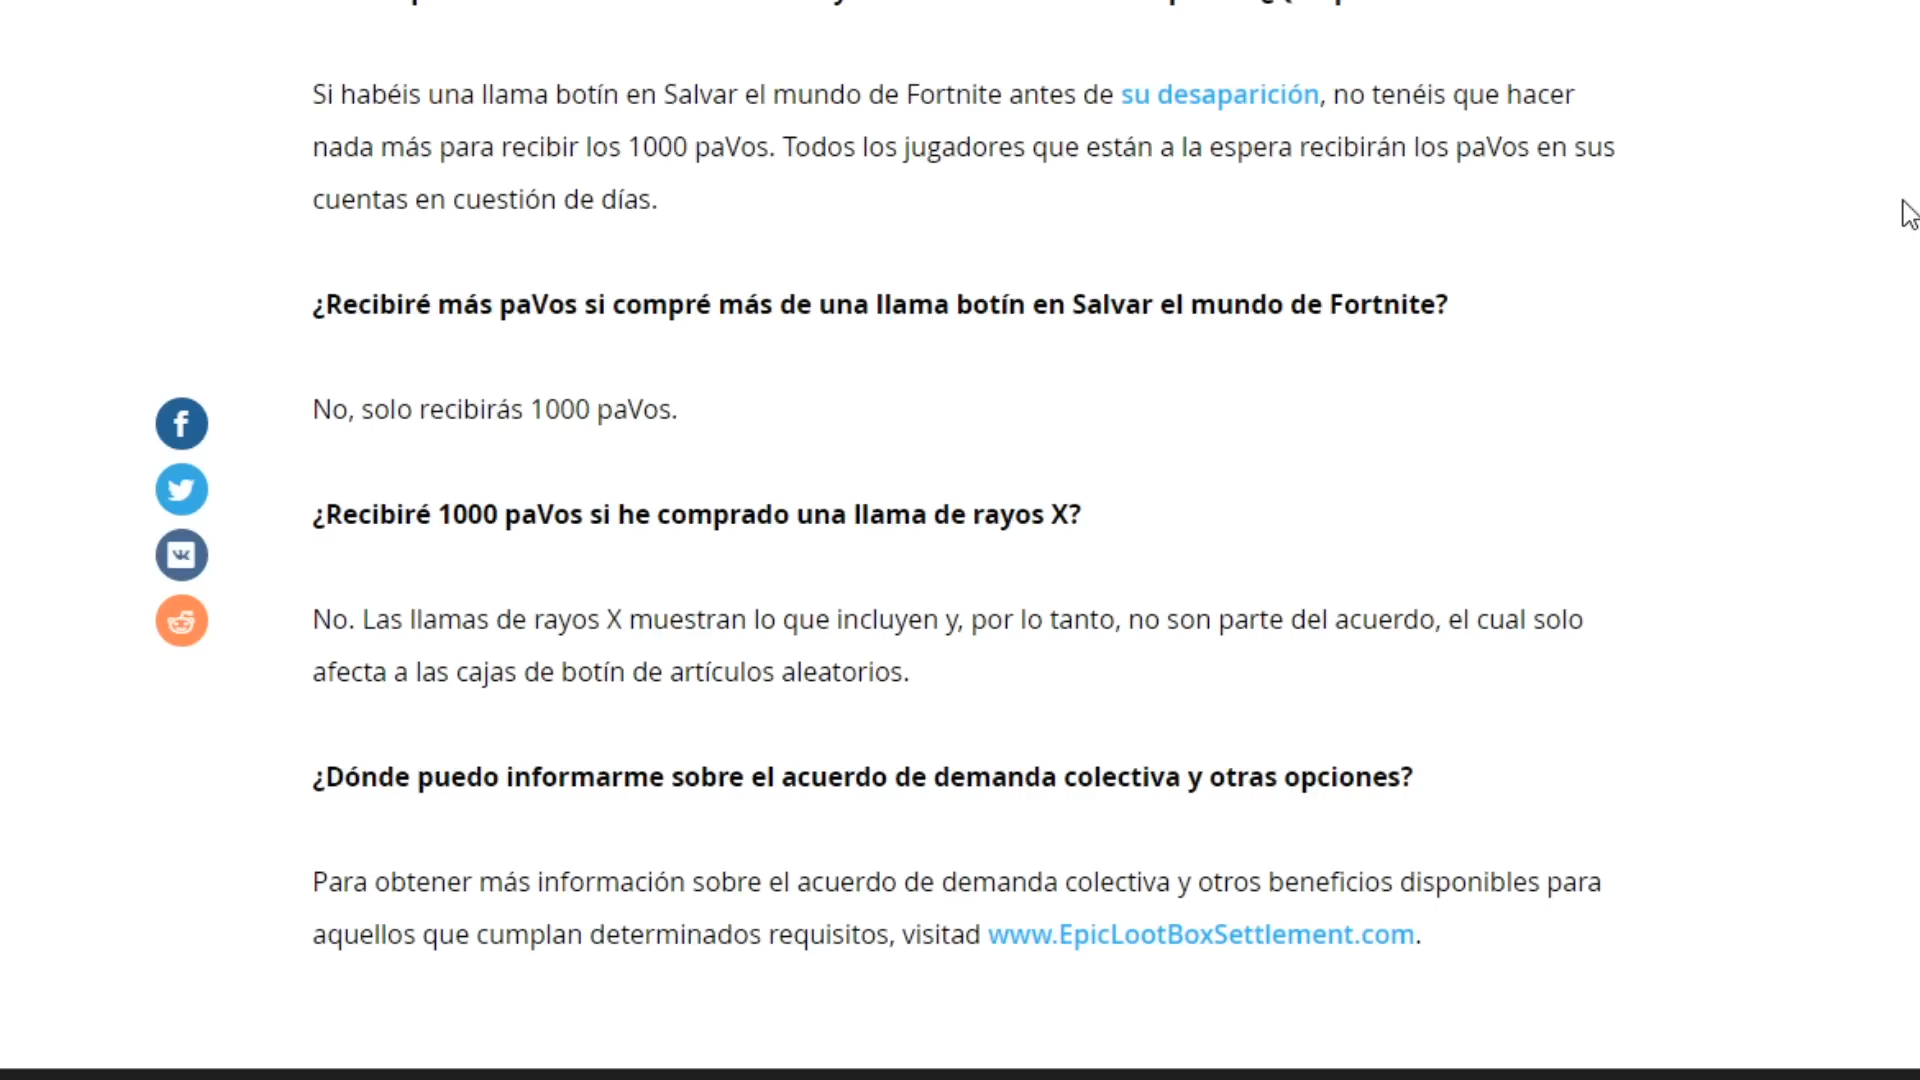 Si habéis una llama botín en Salvar el mundo de Fortnite antes de su desaparición, no tenéis que hacer
nada más para recibir los 1000 paVos. Todos los jugadores que están a la espera recibirán los paVos en sus
cuentas en cuestión de días.
¿Recibiré más paVos si compré más de una llama botín en Salvar el mundo de Fortnite?
No, solo recibirás 1000 paVos.
¿Recibiré 1000 paVos si he comprado una llama de rayos X?
No. Las llamas de rayos X muestran lo que incluyen y, por lo tanto, no son parte del acuerdo, el cual solo
afecta a las cajas de botín de artículos aleatorios.
¿Dónde puedo informarme sobre el acuerdo de demanda colectiva y otras opciones?
Para obtener más información sobre el acuerdo de demanda colectiva y otros beneficios disponibles para
aquellos que cumplan determinados requisitos, visitad www.EpicLootBoxSettlement.com.